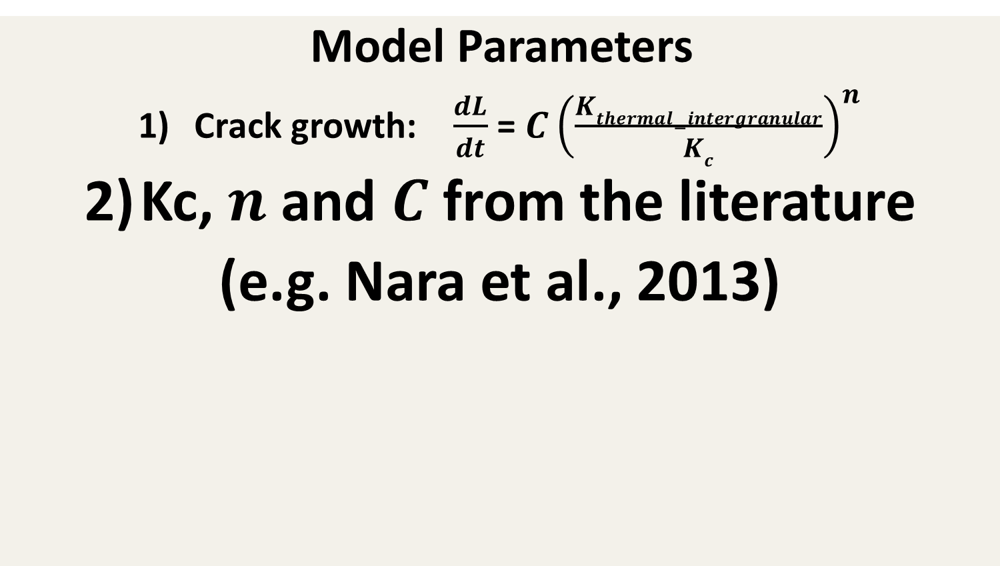 Model Parameters
1) Crack growth: dL/dt = C (K_thermal_intergranular / K_c)^n
2) Kc, n and C from the literature
(e.g. Nara et al., 2013)